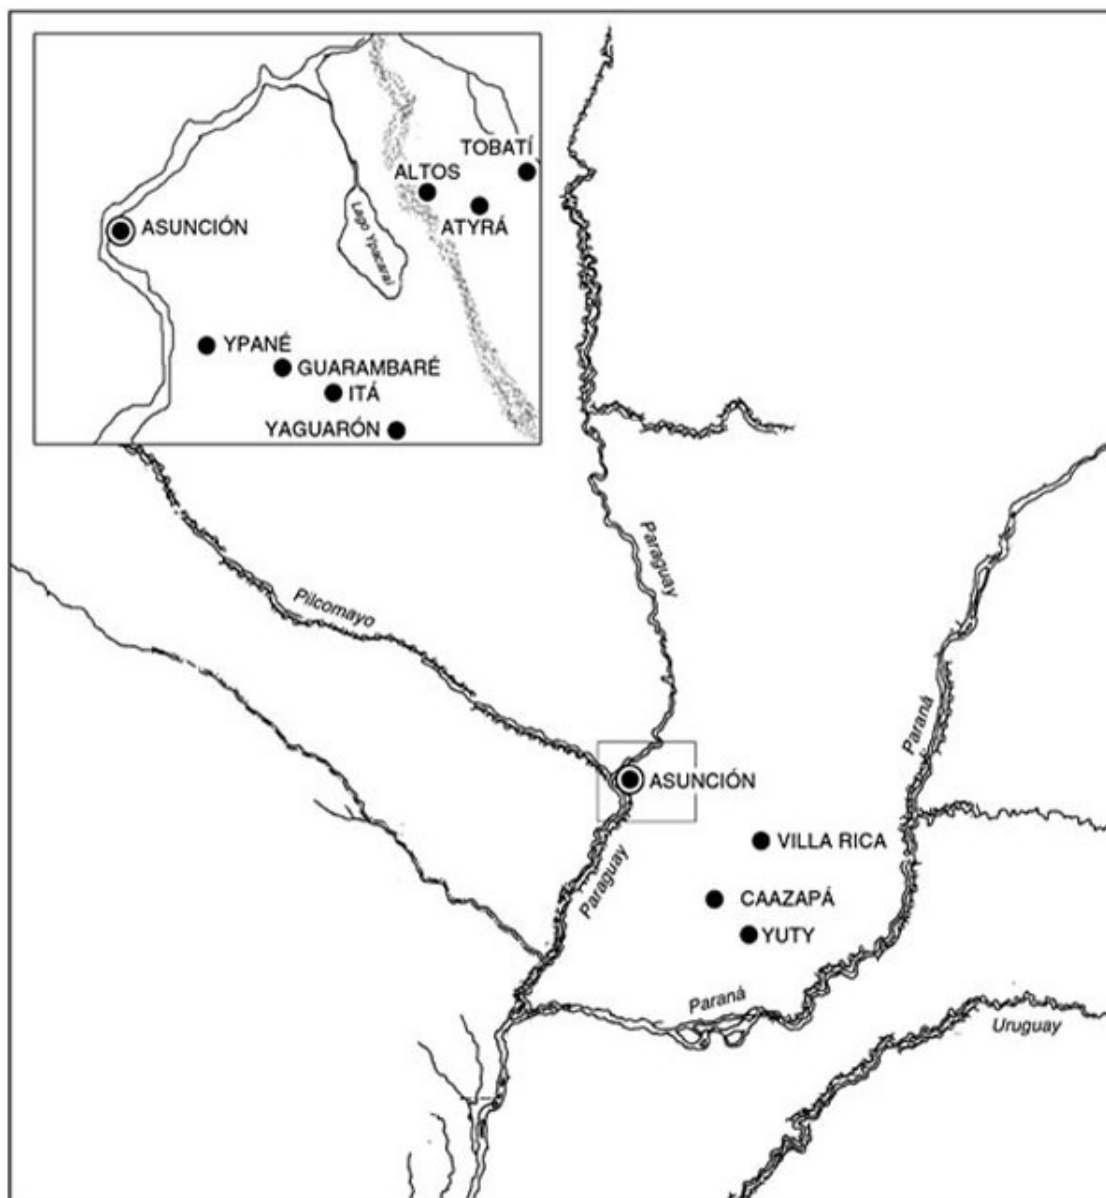 TOBATÍ
ALTOS
ATYRÁ
ASUNCIÓN
Lago Ypacaraí
YPANÉ
GUARAMBARÉ
ITÁ
YAGUARÓN
Paraguay
Pilcomayo
Paraná
ASUNCIÓN
VILLA RICA
Paraguay
CAAZAPÁ
YUTY
Paraná
Uruguay